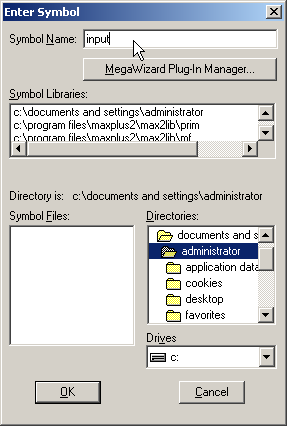 Enter Symbol
Symbol Name: input
MegaWizard Plug-In Manager...
Symbol Libraries:
c:\documents and settings\administrator
c:\program files\maxplus2\max2lib\prim
c:\program files\maxplus2\max2lib\mf
Directory is: c:\documents and settings\administrator
Symbol Files:
Directories:
documents and s
administrator
application data
cookies
desktop
favorites
Drives
c:
OK
Cancel